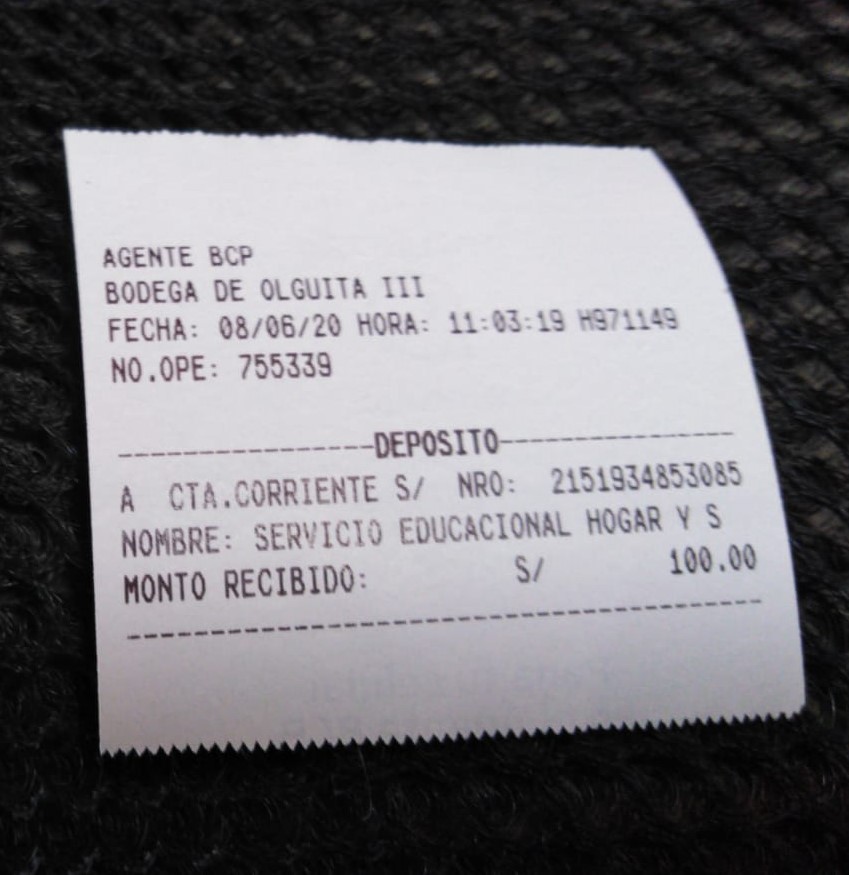 AGENTE BCP
BODEGA DE OLGUITA III
FECHA: 08/06/20 HORA: 11:03:19 H971149
NO.OPE: 755339
----------------DEPOSITO---------------
A CTA.CORRIENTE S/ NRO: 2151934853085
NOMBRE: SERVICIO EDUCACIONAL HOGAR Y S
MONTO RECIBIDO: S/ 100.00